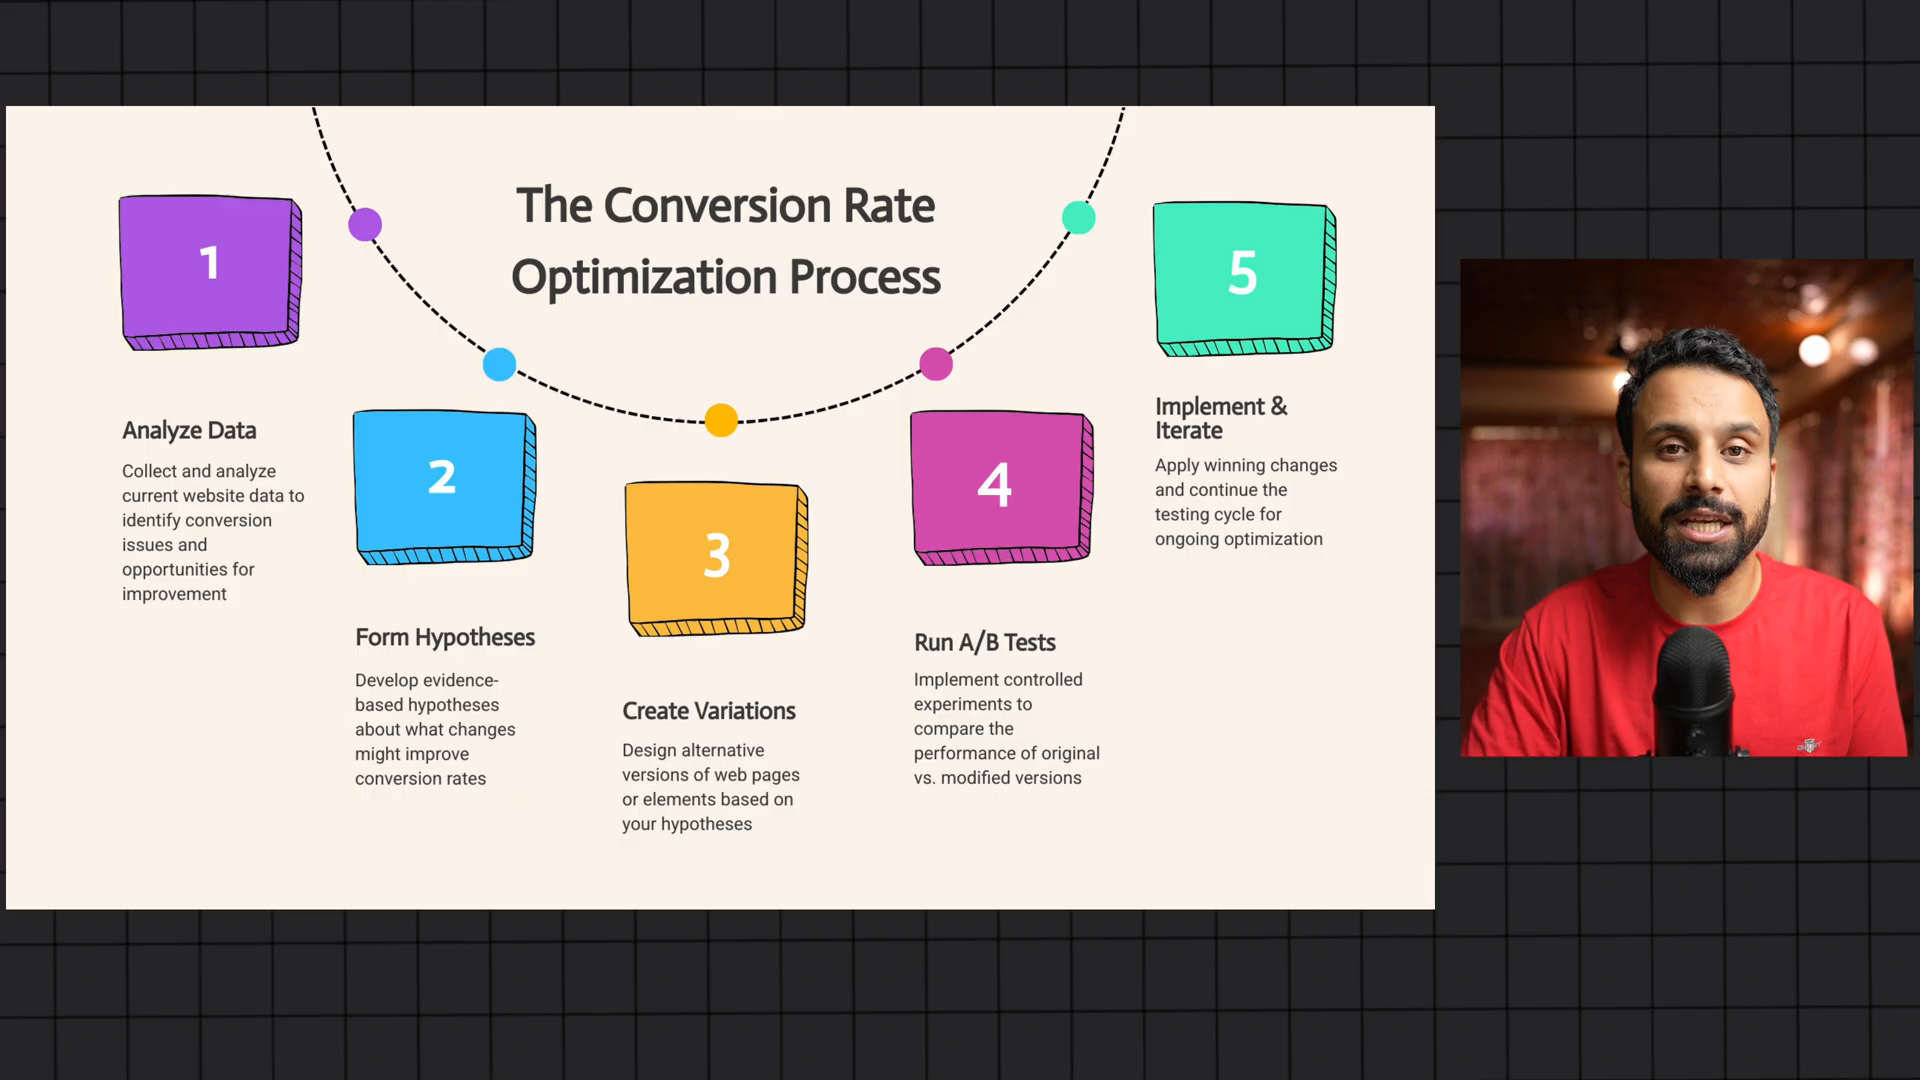 The Conversion Rate
Optimization Process
1
Analyze Data
Collect and analyze
current website data to
identify conversion
issues and
opportunities for
improvement
2
Form Hypotheses
Develop evidence-
based hypotheses
about what changes
might improve
conversion rates
3
Create Variations
Design alternative
versions of web pages
or elements based on
your hypotheses
4
Run A/B Tests
Implement controlled
experiments to
compare the
performance of original
vs. modified versions
5
Implement &
Iterate
Apply winning changes
and continue the
testing cycle for
ongoing optimization